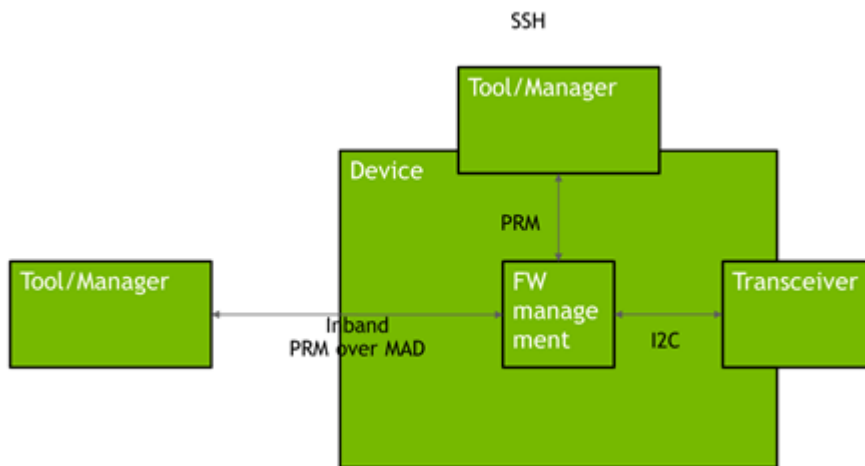 SSH
Tool/Manager
Device
PRM
Tool/Manager
FW
manage
ment
Transceiver
Inband
PRM over MAD
I2C